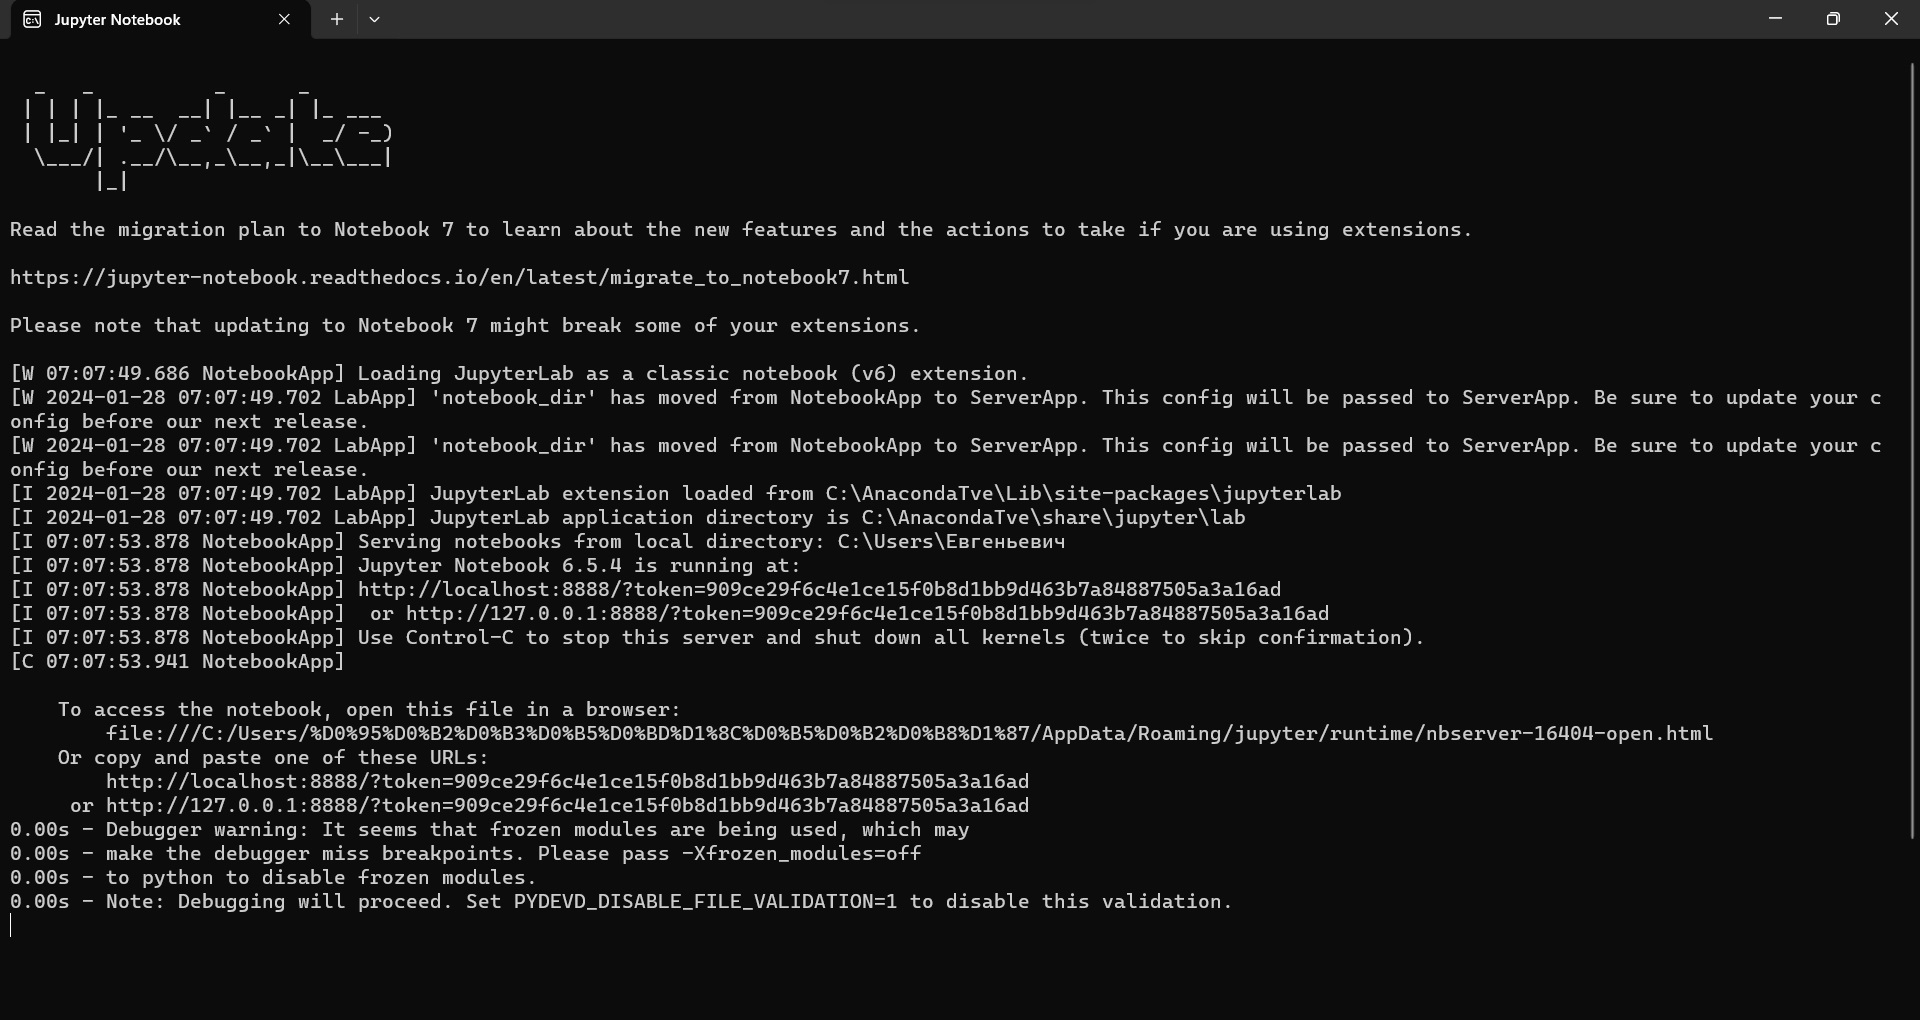 Jupyter Notebook
 _   _          _      _
| | | |_ __  __| |__ _| |_ ___
| |_| | '_ \/ _` / _` |  _/ -_)
 \___/| .__/\__,_\__,_|\__\___|
      |_|
Read the migration plan to Notebook 7 to learn about the new features and the actions to take if you are using extensions.
https://jupyter-notebook.readthedocs.io/en/latest/migrate_to_notebook7.html
Please note that updating to Notebook 7 might break some of your extensions.
[W 07:07:49.686 NotebookApp] Loading JupyterLab as a classic notebook (v6) extension.
[W 2024-01-28 07:07:49.702 LabApp] 'notebook_dir' has moved from NotebookApp to ServerApp. This config will be passed to ServerApp. Be sure to update your c
onfig before our next release.
[W 2024-01-28 07:07:49.702 LabApp] 'notebook_dir' has moved from NotebookApp to ServerApp. This config will be passed to ServerApp. Be sure to update your c
onfig before our next release.
[I 2024-01-28 07:07:49.702 LabApp] JupyterLab extension loaded from C:\AnacondaTve\Lib\site-packages\jupyterlab
[I 2024-01-28 07:07:49.702 LabApp] JupyterLab application directory is C:\AnacondaTve\share\jupyter\lab
[I 07:07:53.878 NotebookApp] Serving notebooks from local directory: C:\Users\Евгеньевич
[I 07:07:53.878 NotebookApp] Jupyter Notebook 6.5.4 is running at:
[I 07:07:53.878 NotebookApp] http://localhost:8888/?token=909ce29f6c4e1ce15f0b8d1bb9d463b7a84887505a3a16ad
[I 07:07:53.878 NotebookApp]  or http://127.0.0.1:8888/?token=909ce29f6c4e1ce15f0b8d1bb9d463b7a84887505a3a16ad
[I 07:07:53.878 NotebookApp] Use Control-C to stop this server and shut down all kernels (twice to skip confirmation).
[C 07:07:53.941 NotebookApp]
To access the notebook, open this file in a browser:
file:///C:/Users/%D0%95%D0%B2%D0%B3%D0%B5%D0%BD%D1%8C%D0%B5%D0%B2%D0%B8%D1%87/AppData/Roaming/jupyter/runtime/nbserver-16404-open.html
Or copy and paste one of these URLs:
http://localhost:8888/?token=909ce29f6c4e1ce15f0b8d1bb9d463b7a84887505a3a16ad
or http://127.0.0.1:8888/?token=909ce29f6c4e1ce15f0b8d1bb9d463b7a84887505a3a16ad
0.00s - Debugger warning: It seems that frozen modules are being used, which may
0.00s - make the debugger miss breakpoints. Please pass -Xfrozen_modules=off
0.00s - to python to disable frozen modules.
0.00s - Note: Debugging will proceed. Set PYDEVD_DISABLE_FILE_VALIDATION=1 to disable this validation.